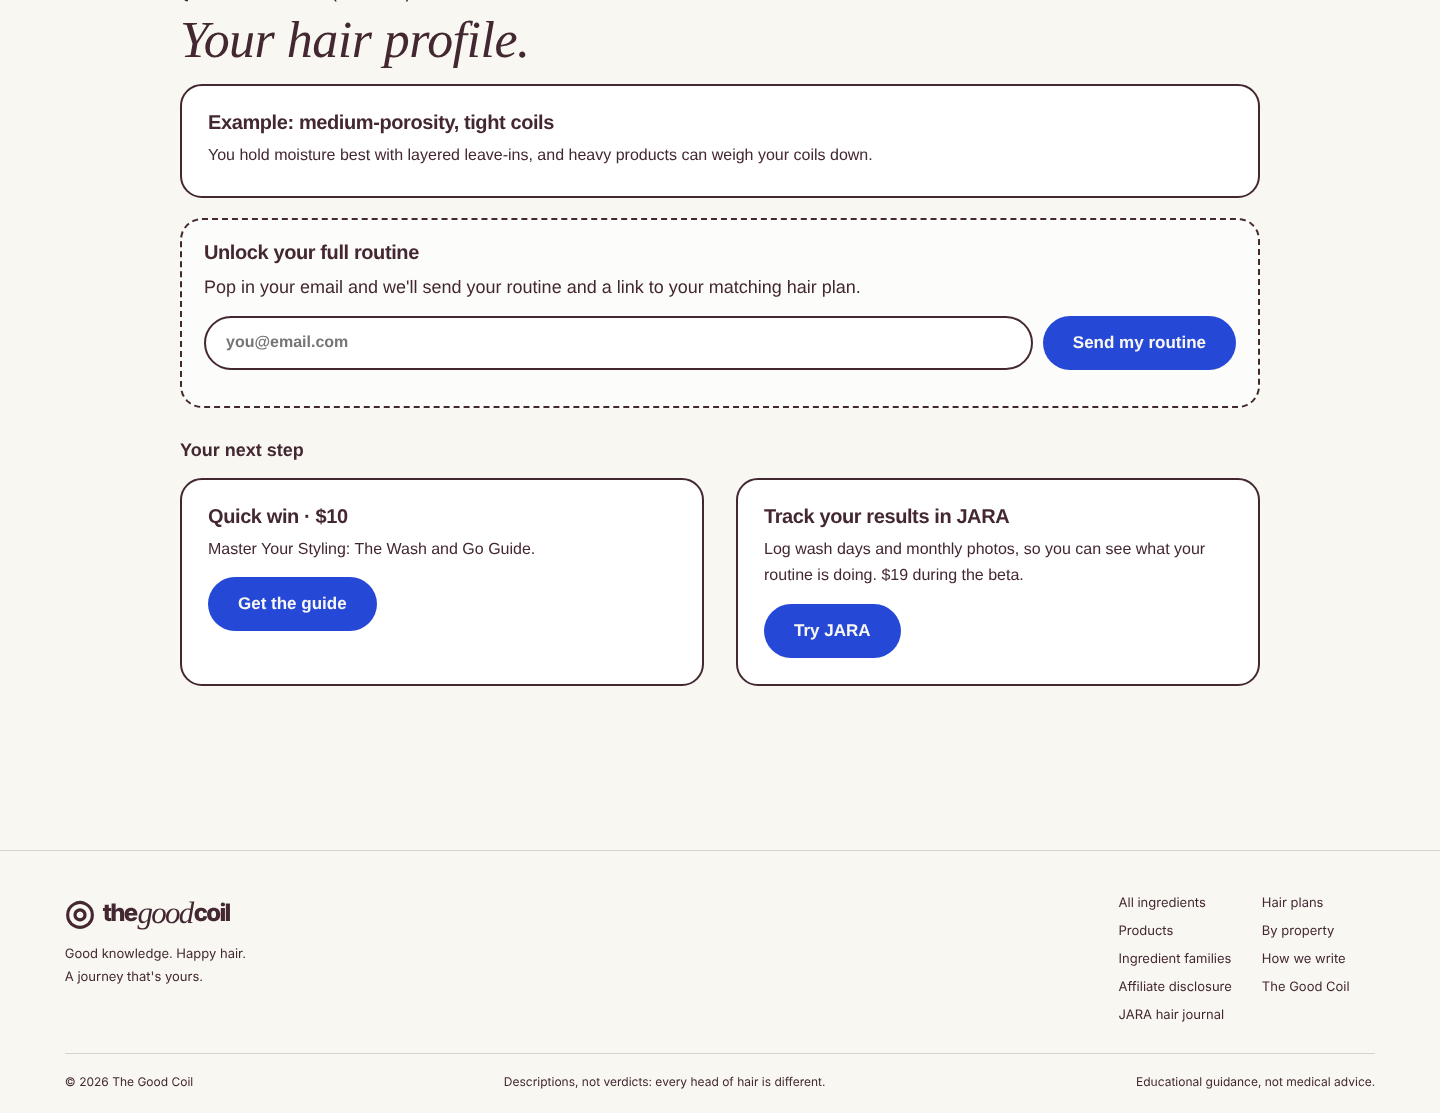 Your hair profile.
Example: medium-porosity, tight coils
You hold moisture best with layered leave-ins, and heavy products can weigh your coils down.
Unlock your full routine
Pop in your email and we'll send your routine and a link to your matching hair plan.
you@email.com
Send my routine
Your next step
Quick win · $10
Master Your Styling: The Wash and Go Guide.
Get the guide
Track your results in JARA
Log wash days and monthly photos, so you can see what your
routine is doing. $19 during the beta.
Try JARA
thegoodcoil
Good knowledge. Happy hair.
A journey that's yours.
All ingredients
Products
Ingredient families
Affiliate disclosure
JARA hair journal
Hair plans
By property
How we write
The Good Coil
© 2026 The Good Coil
Descriptions, not verdicts: every head of hair is different.
Educational guidance, not medical advice.